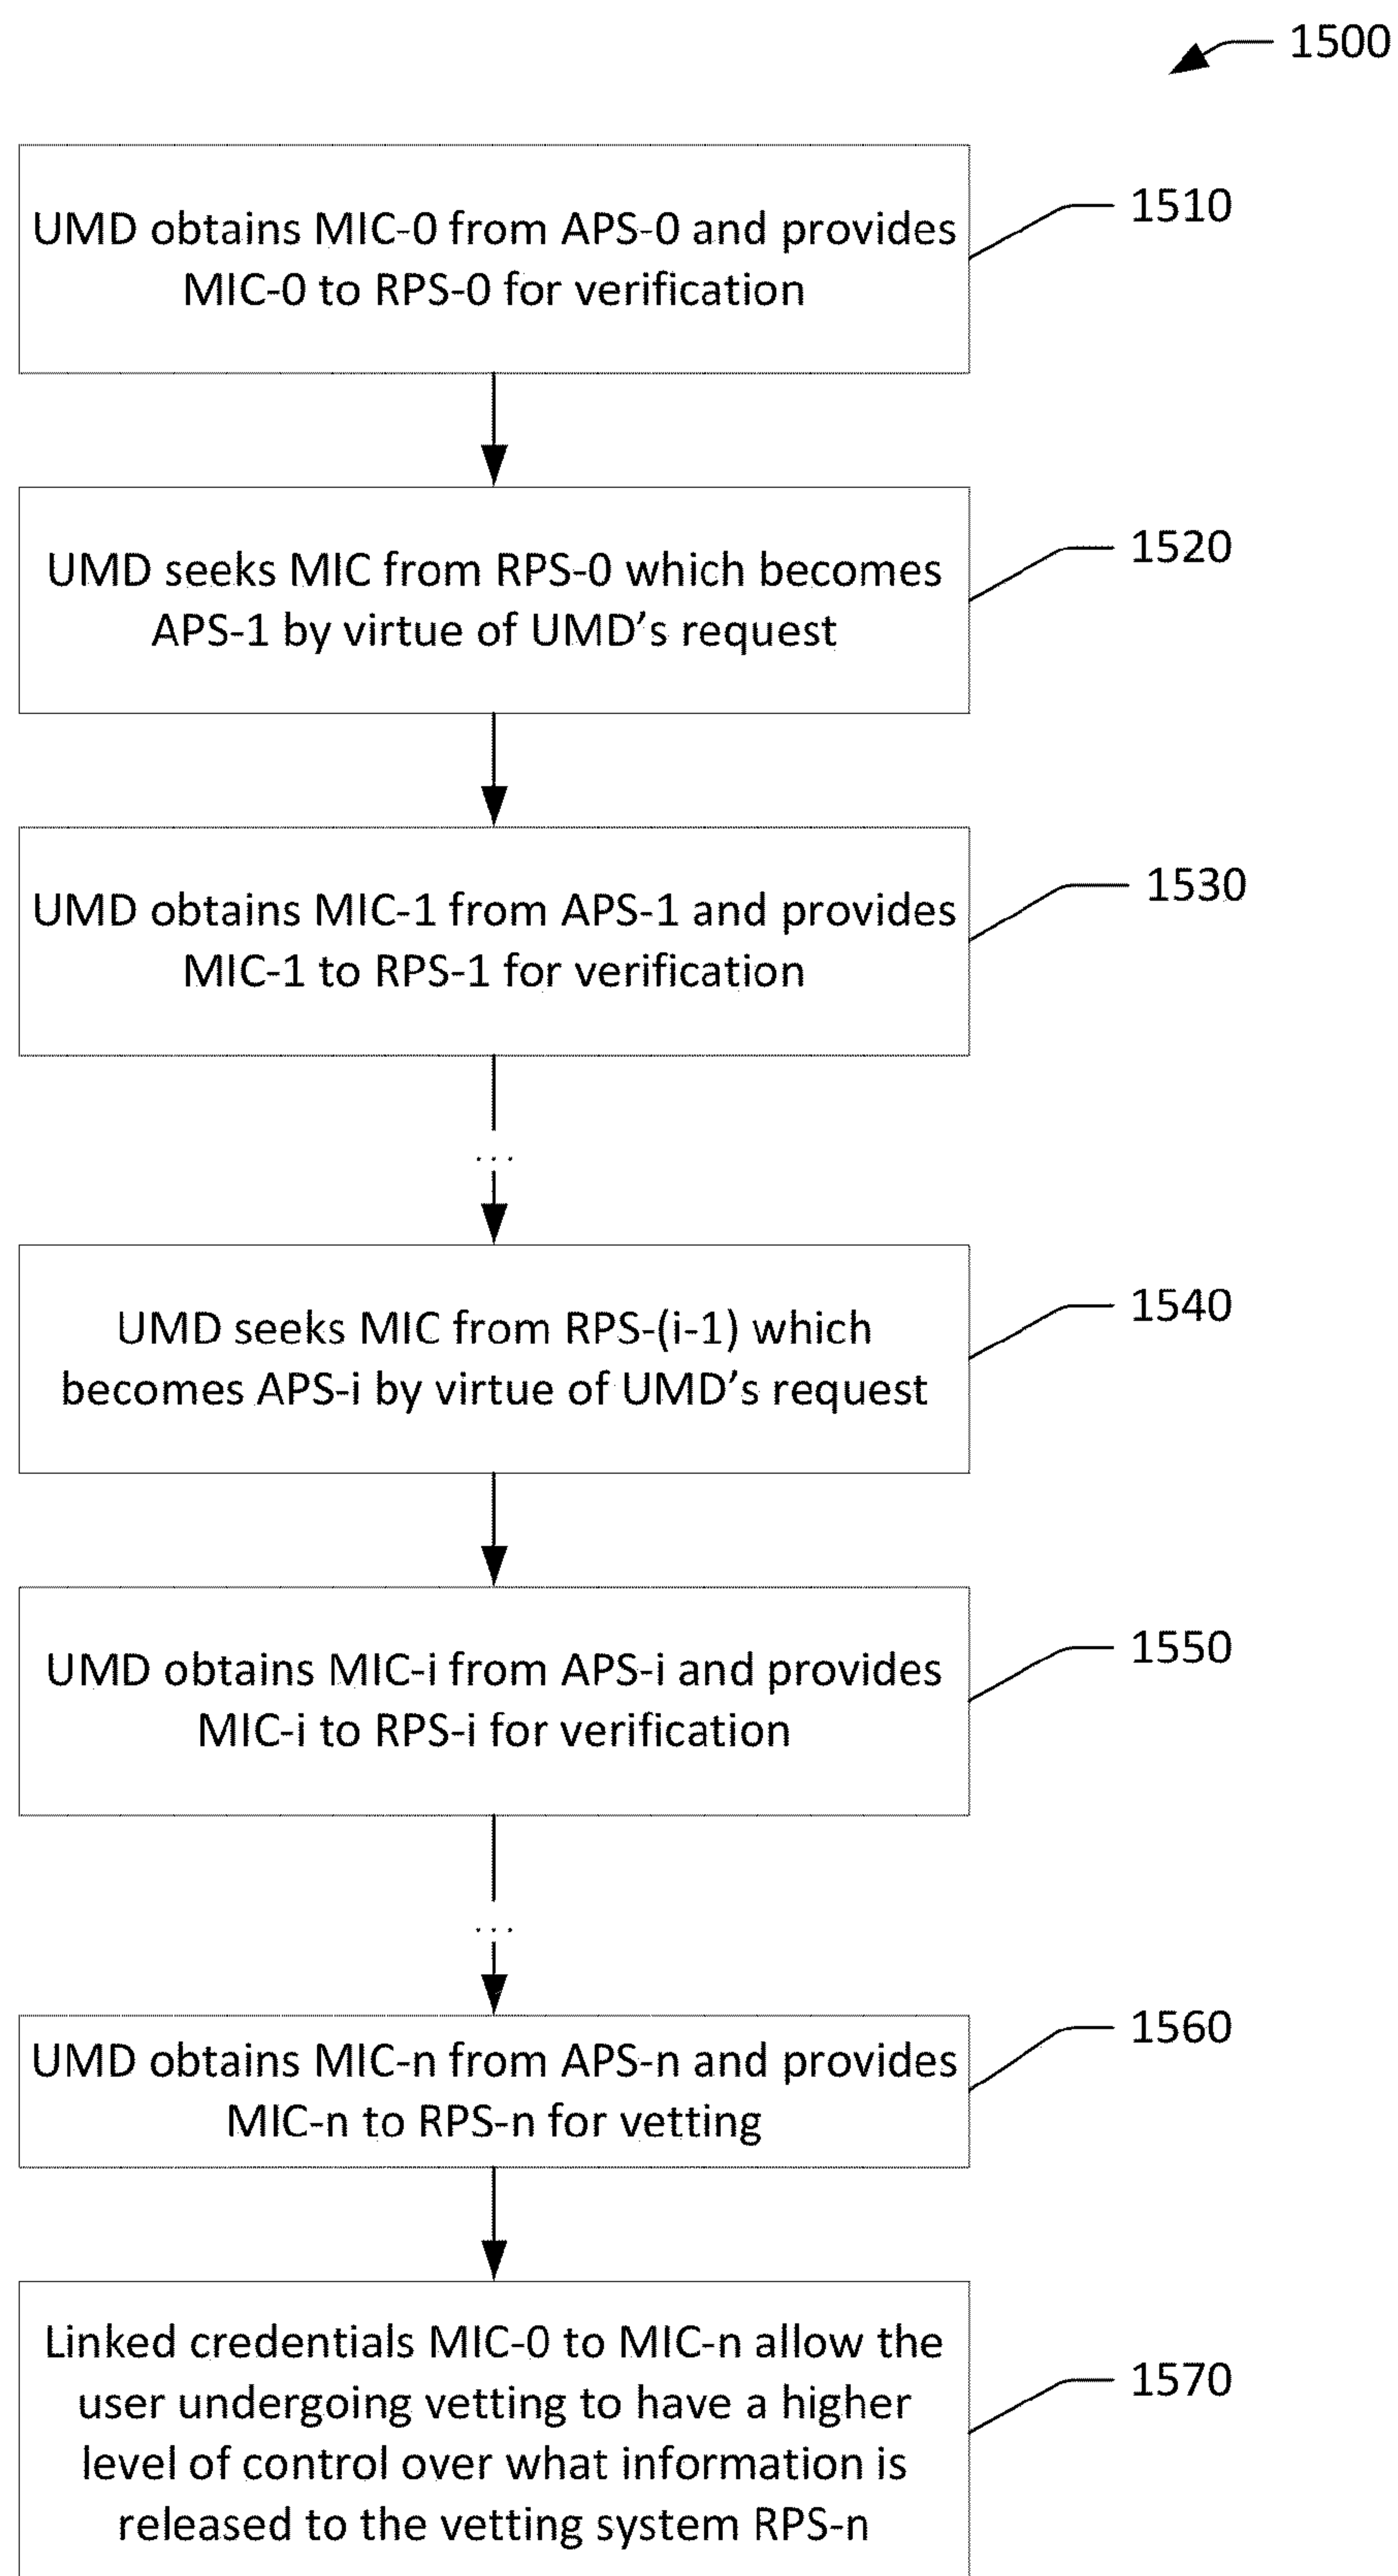 1500
UMD obtains MIC-0 from APS-0 and provides
MIC-0 to RPS-0 for verification
1510
UMD seeks MIC from RPS-0 which becomes
APS-1 by virtue of UMD’s request
1520
UMD obtains MIC-1 from APS-1 and provides
MIC-1 to RPS-1 for verification
1530
...
UMD seeks MIC from RPS-(i-1) which
becomes APS-i by virtue of UMD’s request
1540
UMD obtains MIC-i from APS-i and provides
MIC-i to RPS-i for verification
1550
...
UMD obtains MIC-n from APS-n and provides
MIC-n to RPS-n for vetting
1560
Linked credentials MIC-0 to MIC-n allow the
user undergoing vetting to have a higher
level of control over what information is
released to the vetting system RPS-n
1570